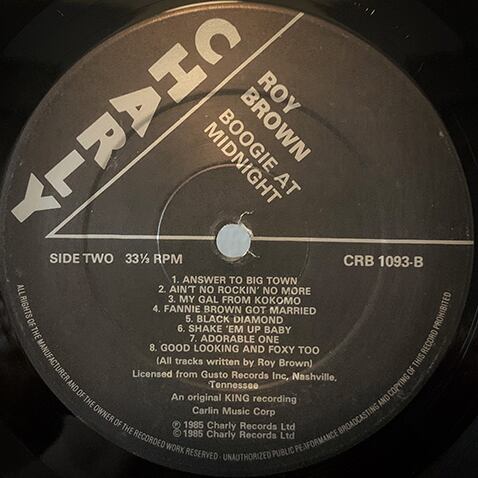 CHARLY
ROY
BROWN
BOOGIE AT
MIDNIGHT
SIDE TWO 33⅓ RPM
CRB 1093-B
1. ANSWER TO BIG TOWN
2. AIN'T NO ROCKIN' NO MORE
3. MY GAL FROM KOKOMO
4. FANNIE BROWN GOT MARRIED
5. BLACK DIAMOND
6. SHAKE 'EM UP BABY
7. ADORABLE ONE
8. GOOD LOOKING AND FOXY TOO
(All tracks written by Roy Brown)
Licensed from Gusto Records Inc, Nashville,
Tennessee
An original KING recording
Carlin Music Corp
℗ 1985 Charly Records Ltd
© 1985 Charly Records Ltd
ALL RIGHTS OF THE MANUFACTURER AND OF THE OWNER OF THE RECORDED WORK RESERVED · UNAUTHORIZED PUBLIC PERFORMANCE BROADCASTING AND COPYING OF THIS RECORD PROHIBITED